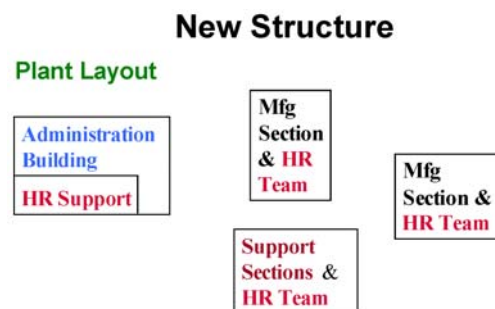 New Structure
Plant Layout
Administration
Building
HR Support
Mfg
Section
& HR
Team
Mfg
Section &
HR Team
Support
Sections &
HR Team